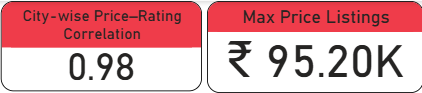 City-wise Price–Rating
Correlation
0.98
Max Price Listings
₹ 95.20K